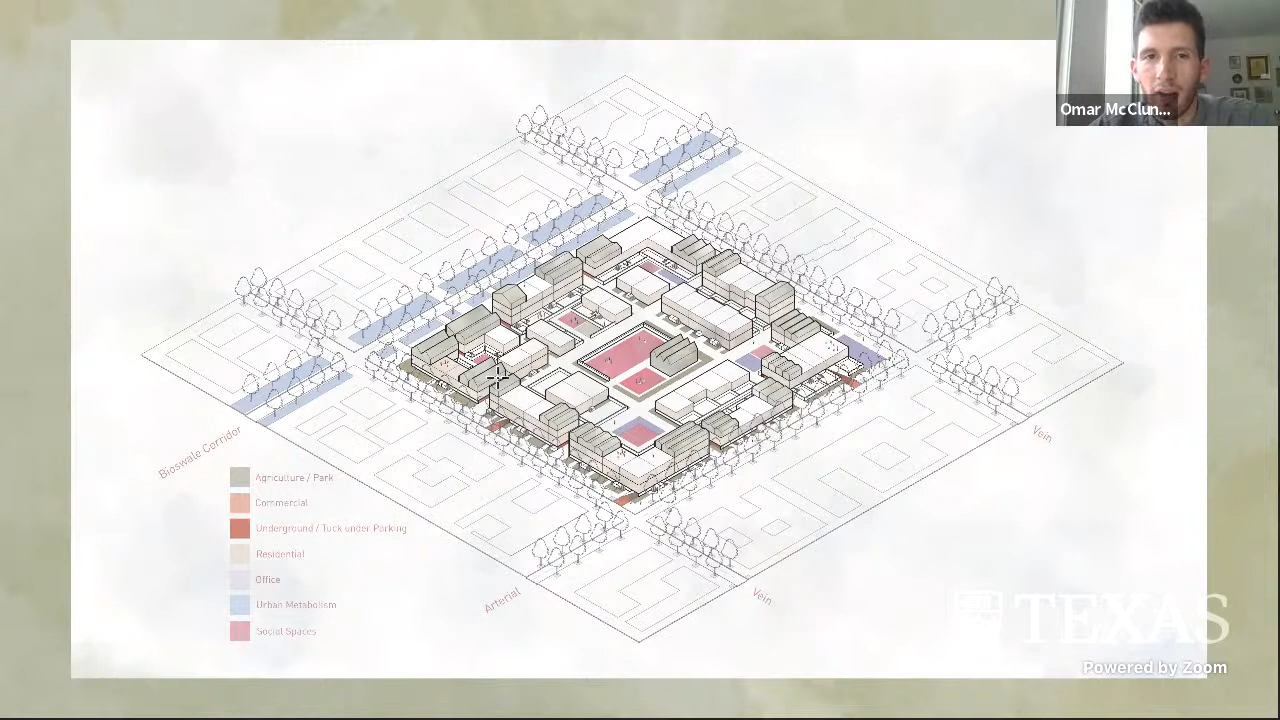 Omar McClun...
Bioswale Corridor
Vein
Agriculture / Park
Commercial
Underground / Tuck under Parking
Residential
Office
Urban Metabolism
Social Spaces
Arterial
Vein
TEXAS
Powered by Zoom